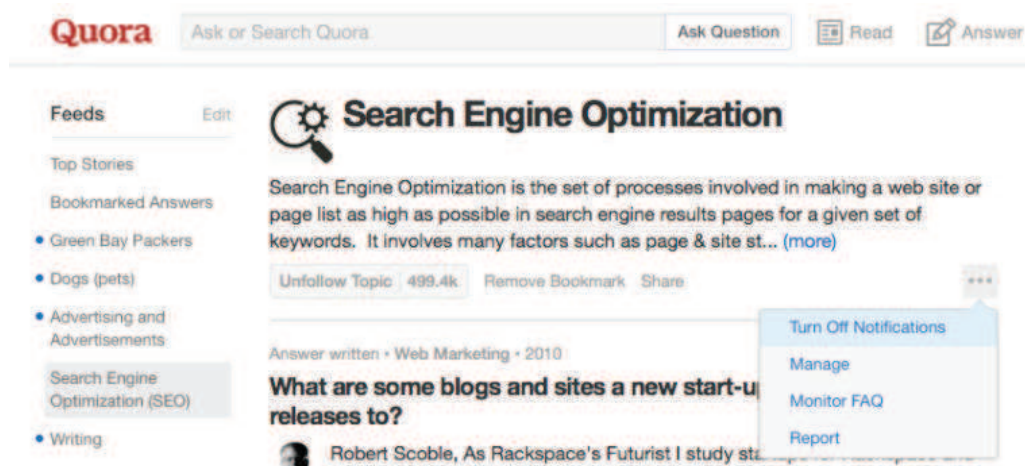 Quora
Ask or Search Quora
Ask Question
Read
Answer
Feeds
Edit
Top Stories
Bookmarked Answers
Green Bay Packers
Dogs (pets)
Advertising and
Advertisements
Search Engine
Optimization (SEO)
Writing
Search Engine Optimization
Search Engine Optimization is the set of processes involved in making a web site or
page list as high as possible in search engine results pages for a given set of
keywords. It involves many factors such as page & site st... (more)
Unfollow Topic 499.4k Remove Bookmark Share
Turn Off Notifications
Manage
Monitor FAQ
Report
Answer written • Web Marketing • 2010
What are some blogs and sites a new start-u
releases to?
Robert Scoble, As Rackspace's Futurist I study